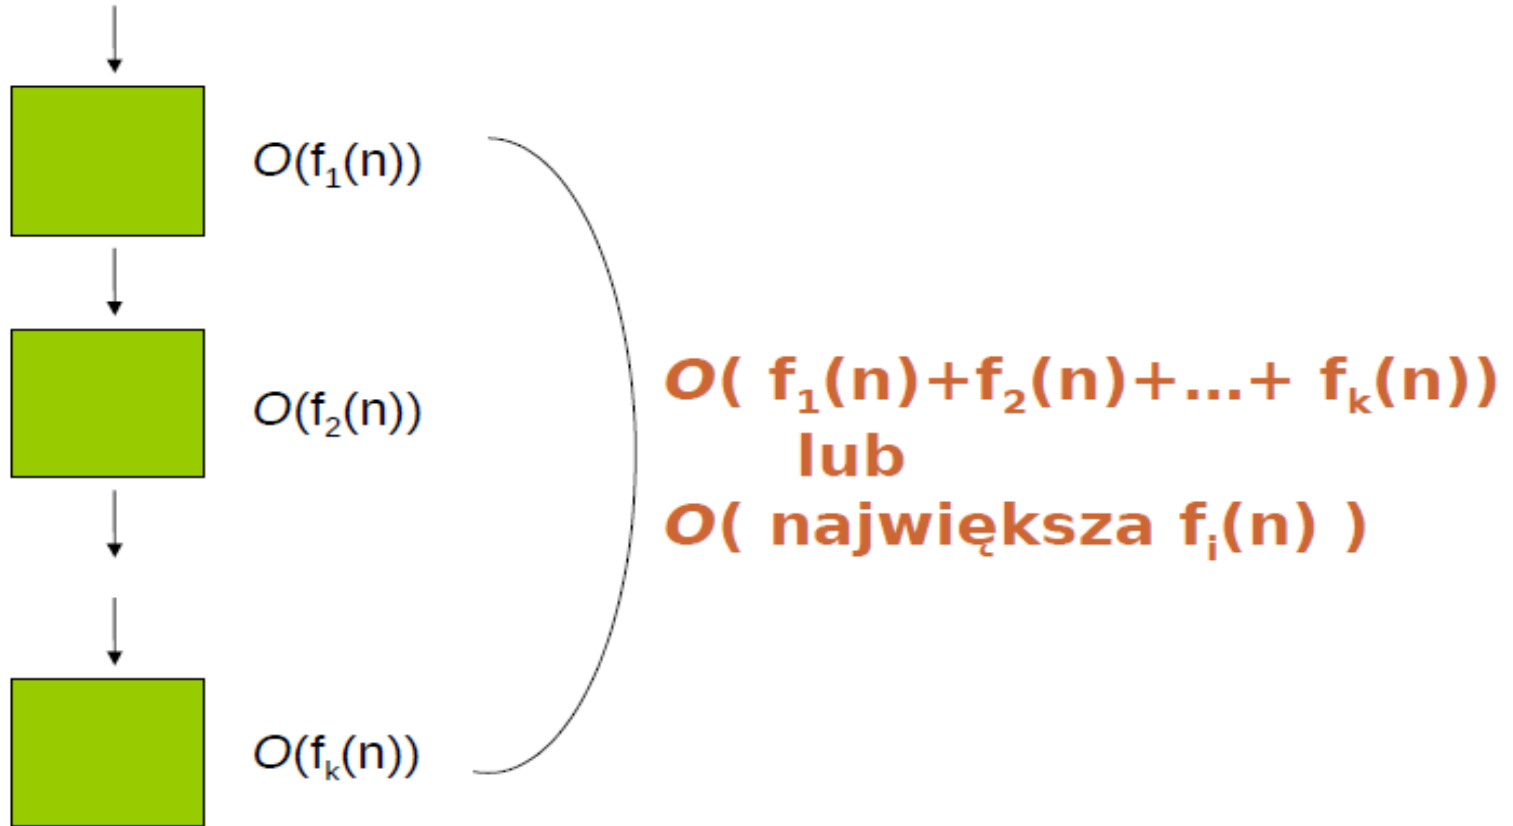 O(f₁(n))
O(f₂(n))
O( f₁(n)+f₂(n)+...+ fₖ(n))
lub
O( największa fᵢ(n) )
O(fₖ(n))